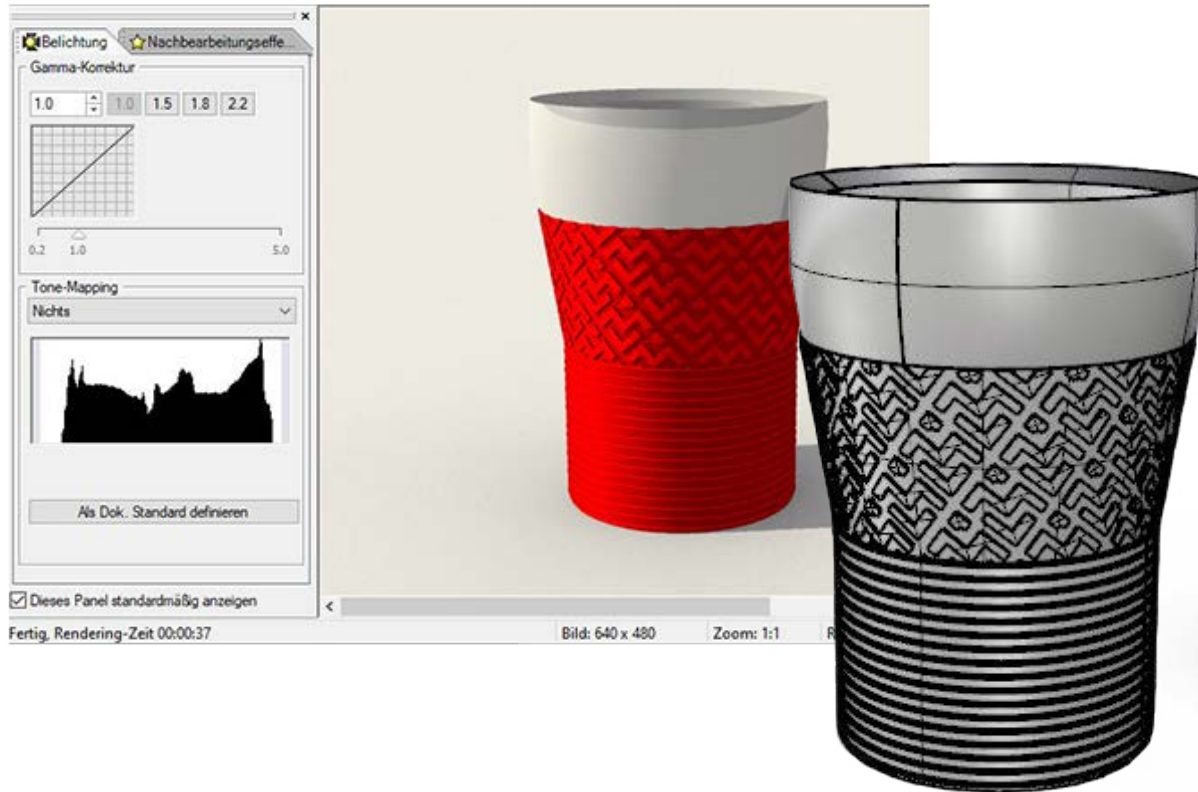 Belichtung
Nachbearbeitungseffe...
Gamma-Korrektur
1.0 1.0 1.5 1.8 2.2
0.2 1.0 5.0
Tone-Mapping
Nichts
Als Dok. Standard definieren
Dieses Panel standardmäßig anzeigen
Fertig, Rendering-Zeit 00:00:37
Bild: 640 x 480
Zoom: 1:1
R